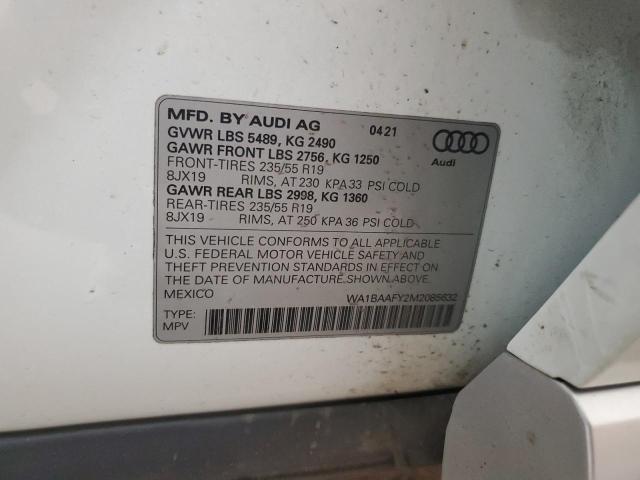 MFD. BY AUDI AG 04 21
GVWR LBS 5489, KG 2490
GAWR FRONT LBS 2756, KG 1250
FRONT-TIRES 235/55 R19
8JX19 RIMS, AT 230 KPA 33 PSI COLD
GAWR REAR LBS 2998, KG 1360
REAR-TIRES 235/55 R19
8JX19 RIMS, AT 250 KPA 36 PSI COLD
Audi
THIS VEHICLE CONFORMS TO ALL APPLICABLE
U.S. FEDERAL MOTOR VEHICLE SAFETY AND
THEFT PREVENTION STANDARDS IN EFFECT ON
THE DATE OF MANUFACTURE SHOWN ABOVE.
MEXICO WA1BAAFY2M2085632
TYPE:
MPV